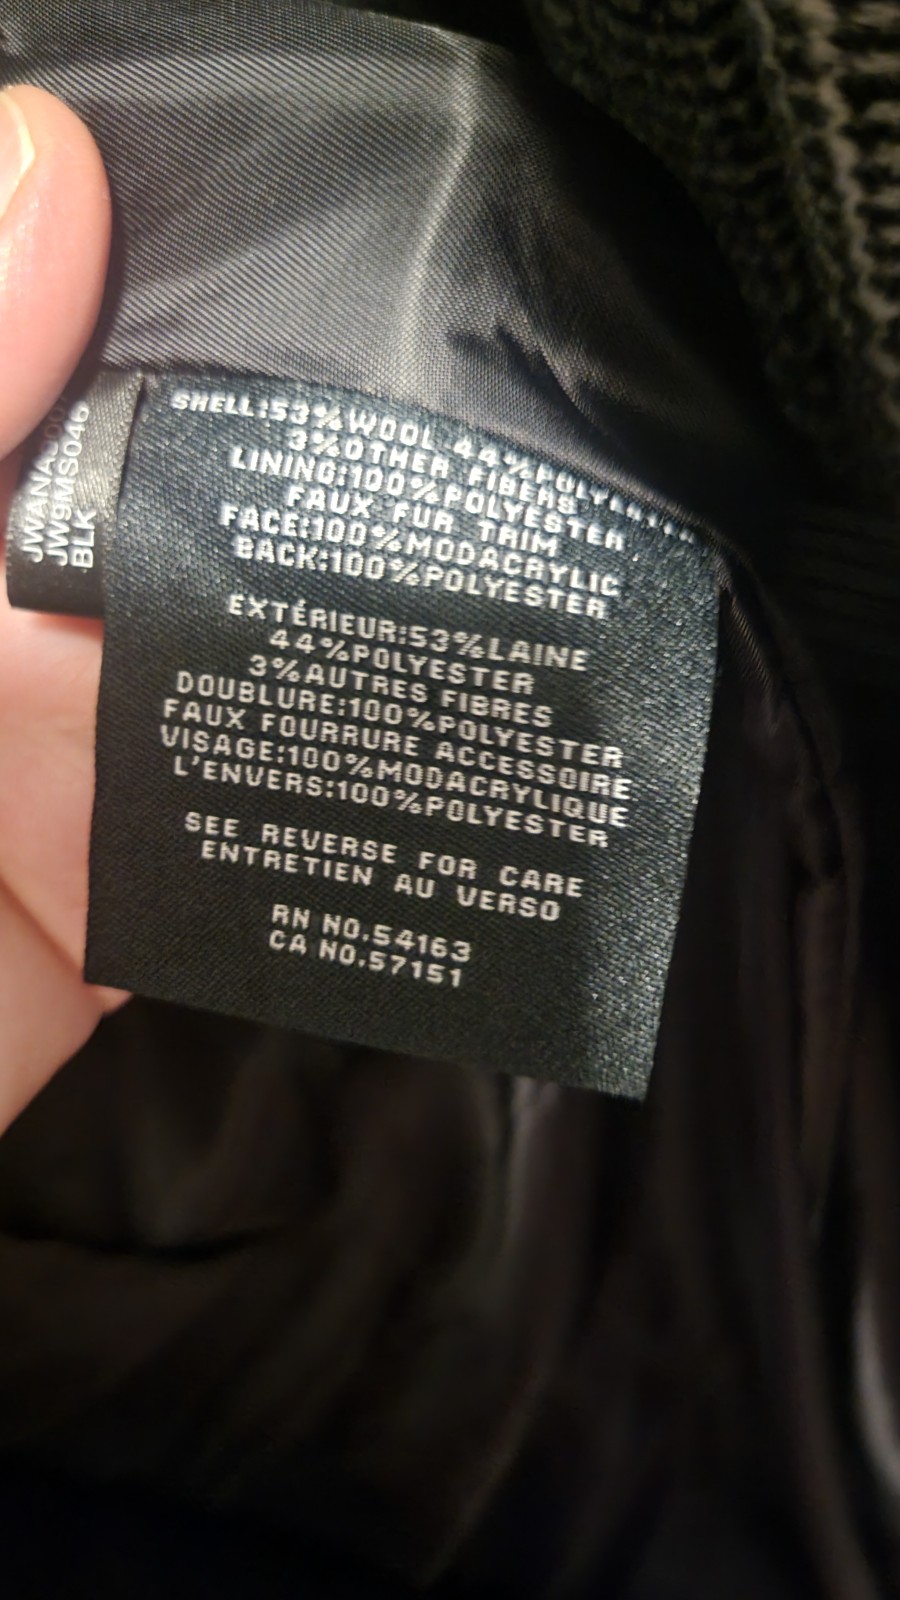 SHELL:53%WOOL 44%POLYESTER
3%OTHER FIBERS
LINING:100%POLYESTER
FAUX FUR TRIM
FACE:100%MODACRYLIC
BACK:100%POLYESTER
EXTÉRIEUR:53%LAINE
44%POLYESTER
3%AUTRES FIBRES
DOUBLURE:100%POLYESTER
FAUX FOURRURE ACCESSOIRE
VISAGE:100%MODACRYLIQUE
L'ENVERS:100%POLYESTER
SEE REVERSE FOR CARE
ENTRETIEN AU VERSO
RN NO.54163
CA NO.57151
JW9MS046
BLK